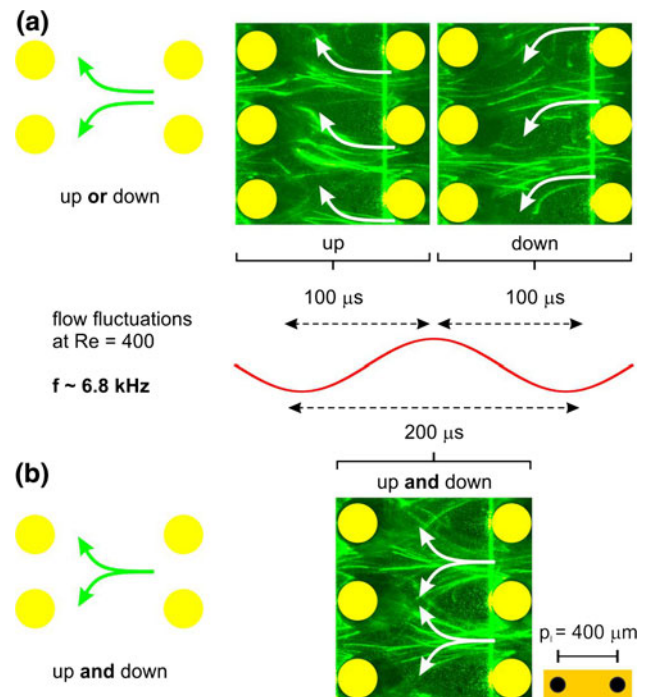 (a)
up or down
up
down
100 μs
100 μs
flow fluctuations
at Re = 400
f ~ 6.8 kHz
200 μs
(b)
up and down
up and down
pᵢ = 400 μm